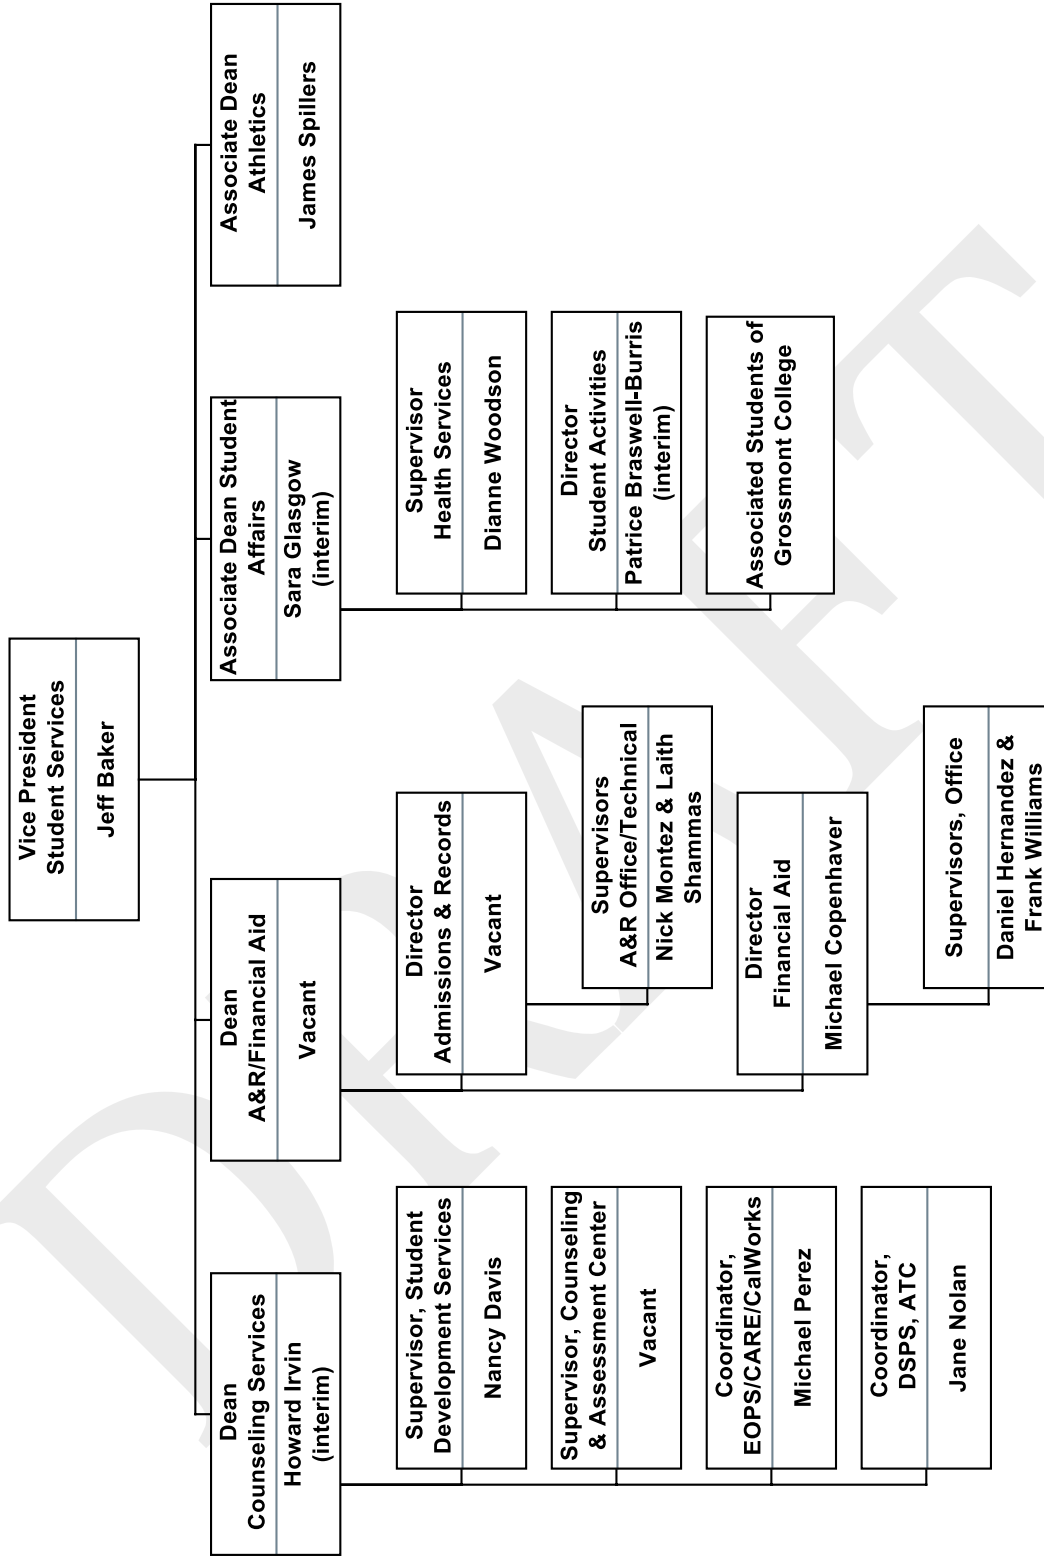 Vice President
Student Services
Jeff Baker
Dean
Counseling Services
Howard Irvin
(interim)
Supervisor, Student
Development Services
Nancy Davis
Supervisor, Counseling
& Assessment Center
Vacant
Coordinator,
EOPS/CARE/CalWorks
Michael Perez
Coordinator,
DSPS, ATC
Jane Nolan
Dean
A&R/Financial Aid
Vacant
Director
Admissions & Records
Vacant
Supervisors
A&R Office/Technical
Nick Montez & Laith
Shammas
Director
Financial Aid
Michael Copenhaver
Supervisors, Office
Daniel Hernandez &
Frank Williams
Associate Dean Student
Affairs
Sara Glasgow
(interim)
Supervisor
Health Services
Dianne Woodson
Director
Student Activities
Patrice Braswell-Burris
(interim)
Associated Students of
Grossmont College
Associate Dean
Athletics
James Spillers
DRAFT